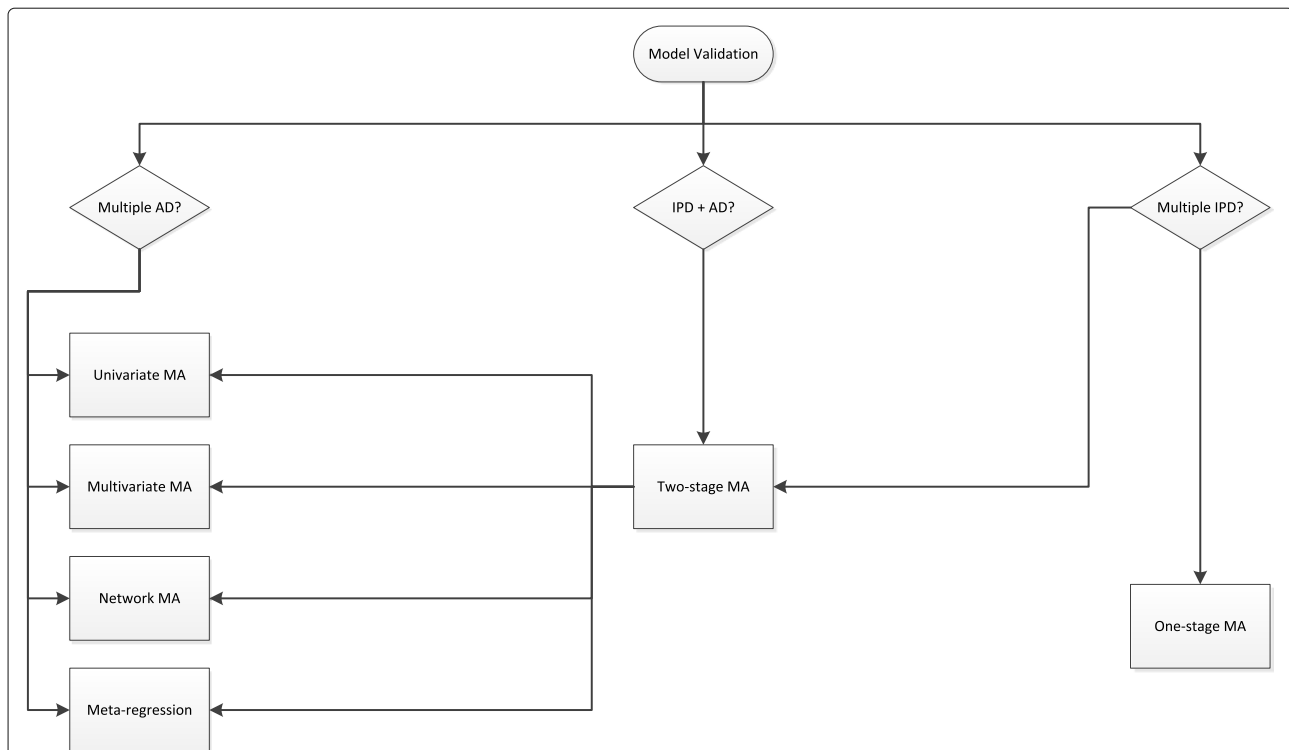 Model Validation
Multiple AD?
IPD + AD?
Multiple IPD?
Univariate MA
Multivariate MA
Two-stage MA
Network MA
One-stage MA
Meta-regression